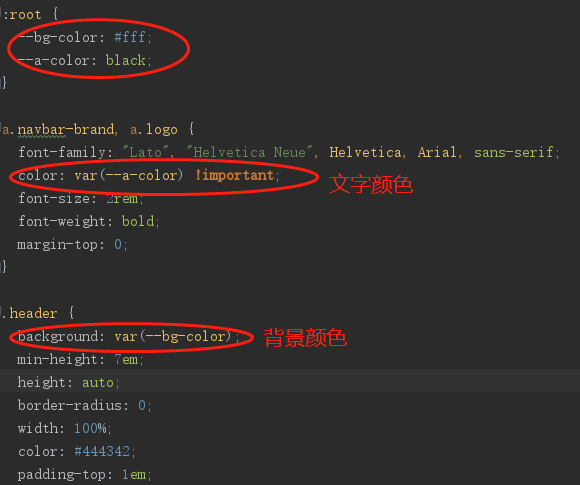 :root {
--bg-color: #fff;
--a-color: black;
}
a.navbar-brand, a.logo {
font-family: "Lato", "Helvetica Neue", Helvetica, Arial, sans-serif;
color: var(--a-color) !important; 文字颜色
font-size: 2rem;
font-weight: bold;
margin-top: 0;
}
.header {
background: var(--bg-color); 背景颜色
min-height: 7em;
height: auto;
border-radius: 0;
width: 100%;
color: #444342;
padding-top: 1em;